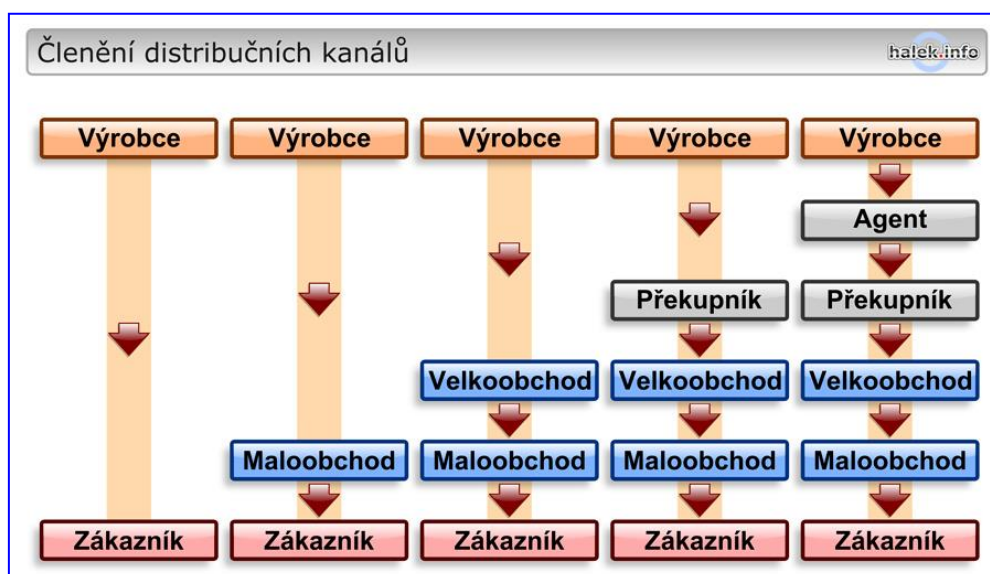 Členění distribučních kanálů
halek.info
Výrobce Výrobce Výrobce Výrobce Výrobce
Agent
Překupník Překupník
Velkoobchod Velkoobchod Velkoobchod
Maloobchod Maloobchod Maloobchod Maloobchod
Zákazník Zákazník Zákazník Zákazník Zákazník